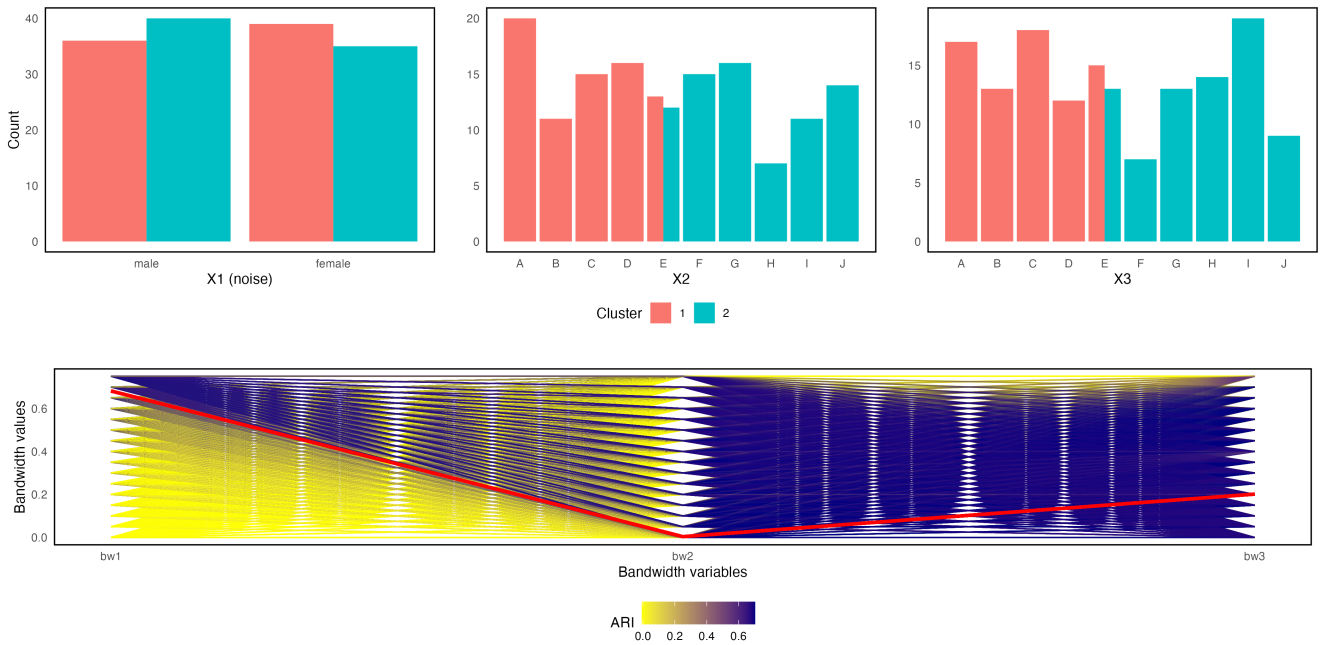 Count
40
30
20
10
0
male female
X1 (noise)
20
15
10
5
0
A B C D E F G H I J
X2
15
10
5
0
A B C D E F G H I J
X3
Cluster 1 2
Bandwidth values
0.6
0.4
0.2
0.0
bw1 bw2 bw3
Bandwidth variables
ARI
0.0 0.2 0.4 0.6